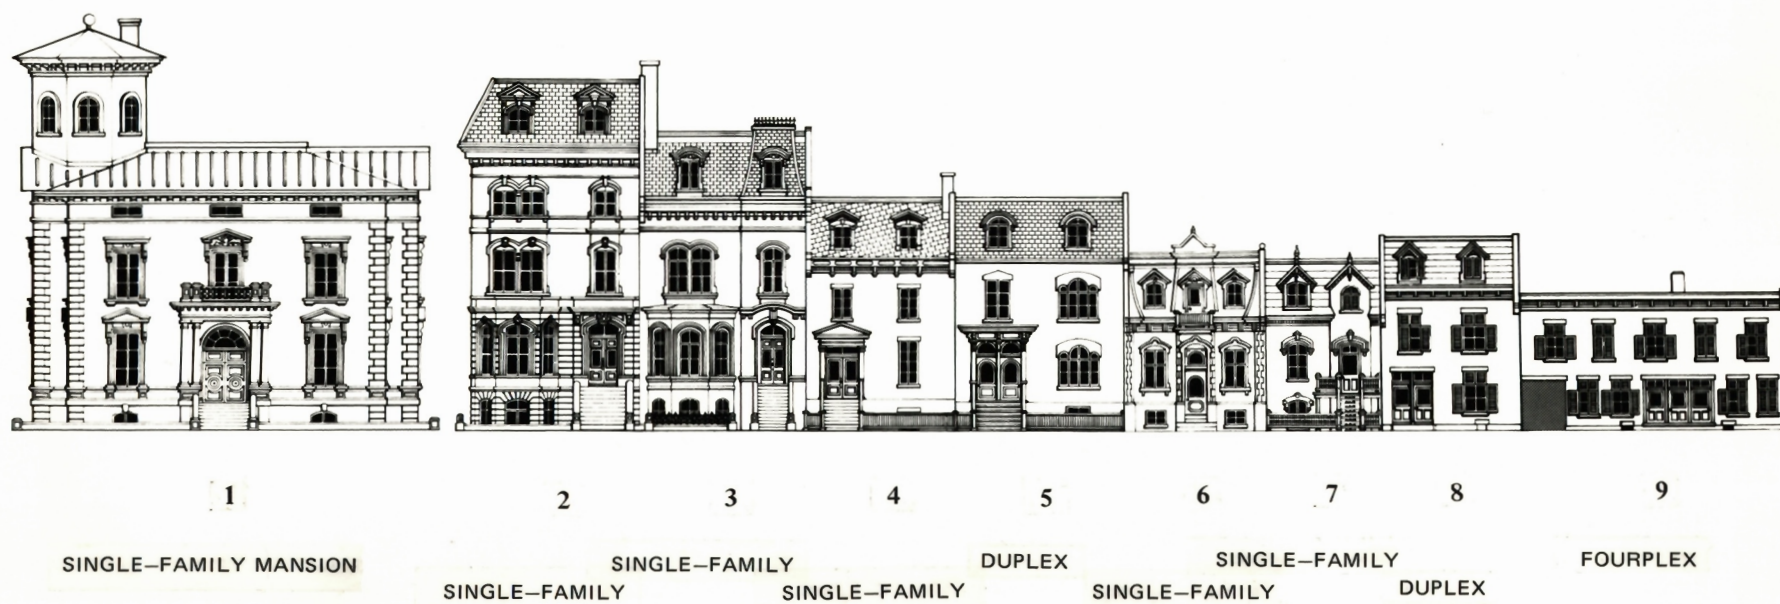 1 2 3 4 5 6 7 8 9
SINGLE–FAMILY MANSION SINGLE–FAMILY DUPLEX SINGLE–FAMILY FOURPLEX
SINGLE–FAMILY SINGLE–FAMILY SINGLE–FAMILY DUPLEX